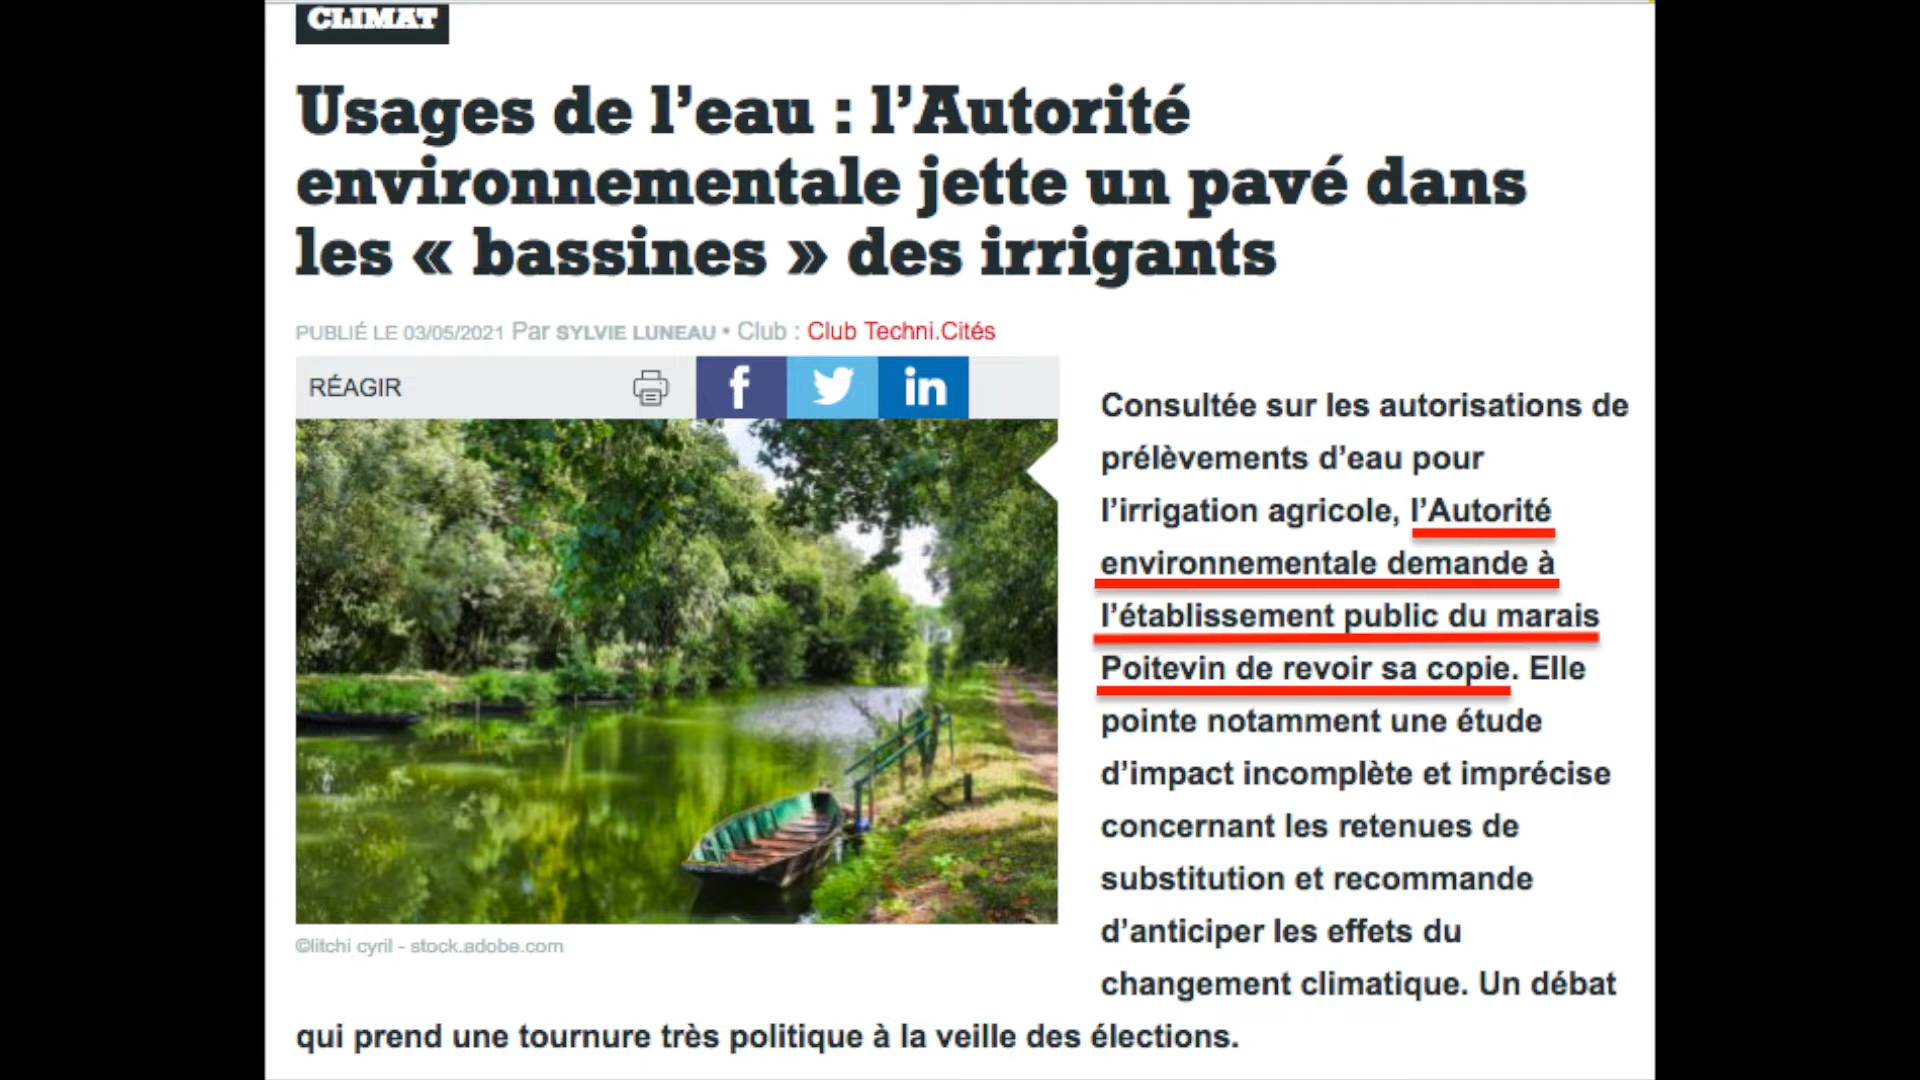 CLIMAT
Usages de l’eau : l’Autorité
environnementale jette un pavé dans
les « bassines » des irrigants
PUBLIÉ LE 03/05/2021 Par SYLVIE LUNEAU • Club : Club Techni.Cités
RÉAGIR
f
in
Consultée sur les autorisations de
prélèvements d’eau pour
l’irrigation agricole, l’Autorité
environnementale demande à
l’établissement public du marais
Poitevin de revoir sa copie. Elle
pointe notamment une étude
d’impact incomplète et imprécise
concernant les retenues de
substitution et recommande
d’anticiper les effets du
changement climatique. Un débat
qui prend une tournure très politique à la veille des élections.
©litchi cyril - stock.adobe.com